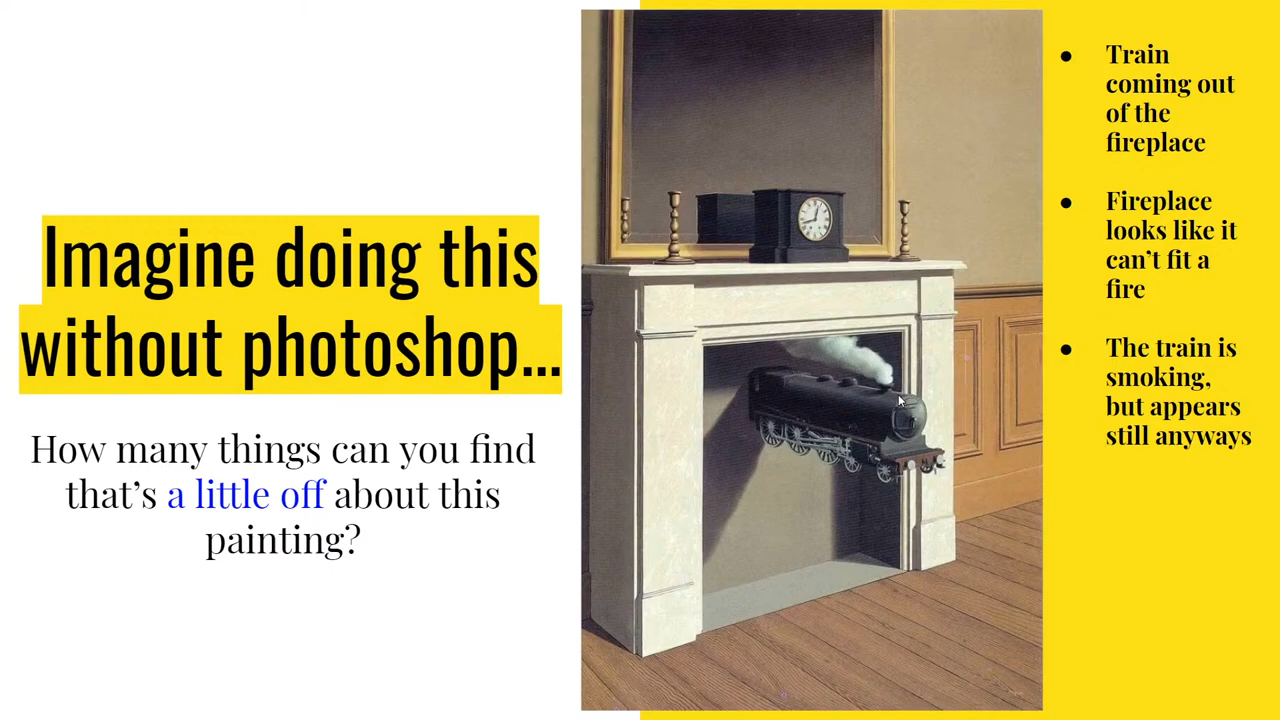 Imagine doing this
without photoshop...
How many things can you find
that's a little off about this
painting?
● Train
coming out
of the
fireplace
● Fireplace
looks like it
can't fit a
fire
● The train is
smoking,
but appears
still anyways